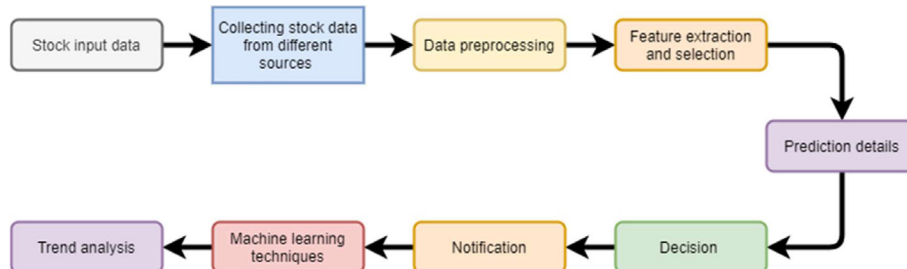 Stock input data
Collecting stock data
from different
sources
Data preprocessing
Feature extraction
and selection
Prediction details
Decision
Notification
Machine learning
techniques
Trend analysis